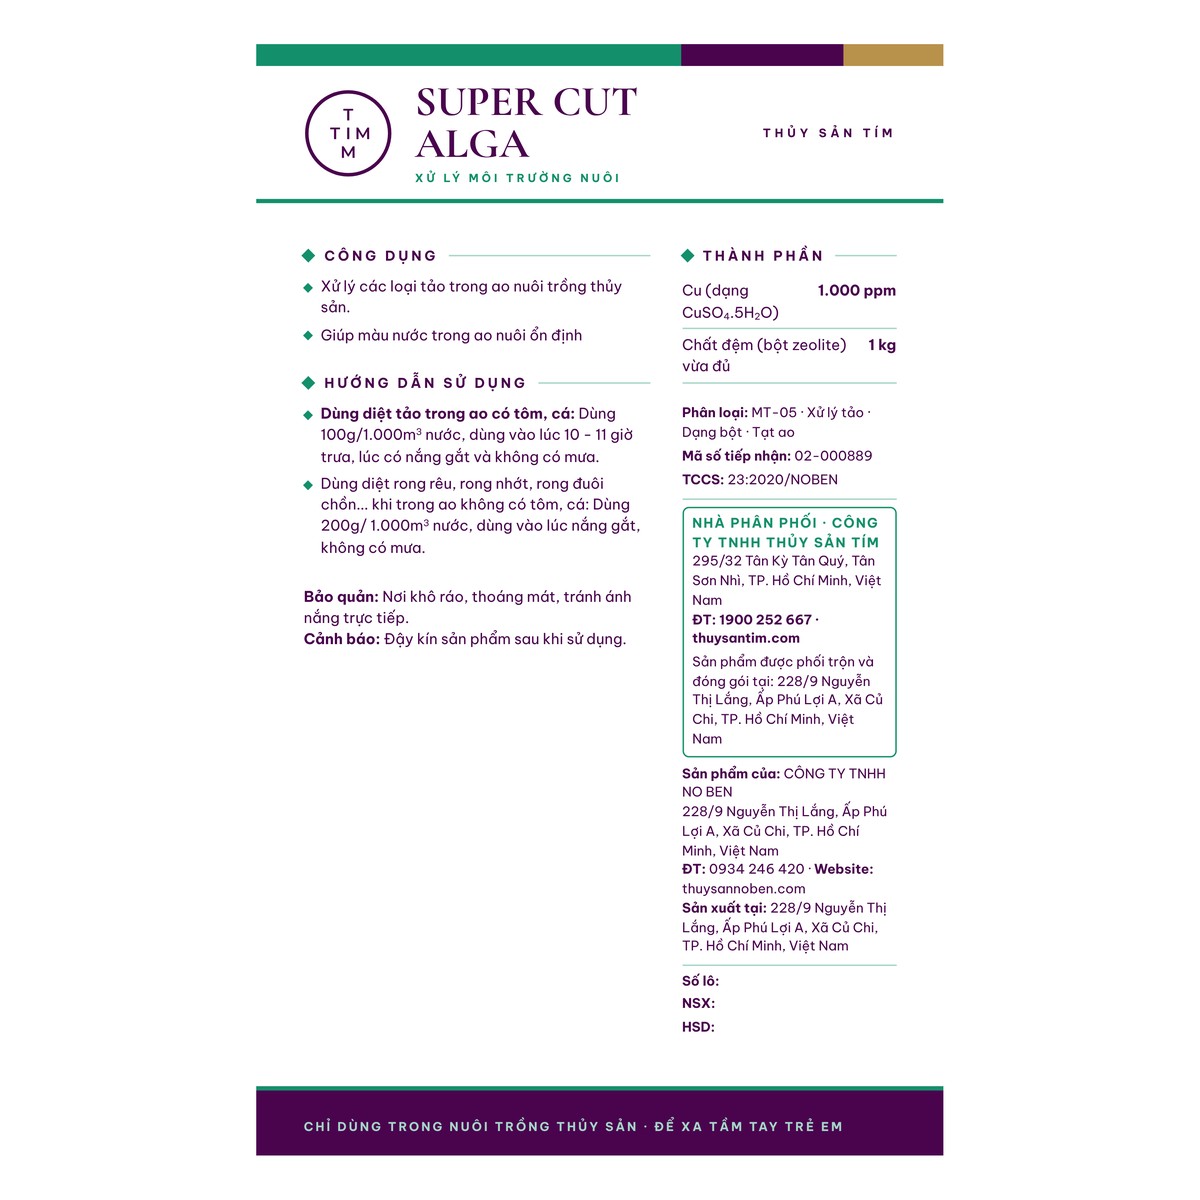 T
TIM
M
SUPER CUT
ALGA
XỬ LÝ MÔI TRƯỜNG NUÔI
THỦY SẢN TÍM
CÔNG DỤNG
Xử lý các loại tảo trong ao nuôi trồng thủy
sản.
Giúp màu nước trong ao nuôi ổn định
HƯỚNG DẪN SỬ DỤNG
Dùng diệt tảo trong ao có tôm, cá: Dùng
100g/1.000m³ nước, dùng vào lúc 10 - 11 giờ
trưa, lúc có nắng gắt và không có mưa.
Dùng diệt rong rêu, rong nhớt, rong đuôi
chồn... khi trong ao không có tôm, cá: Dùng
200g/ 1.000m³ nước, dùng vào lúc nắng gắt,
không có mưa.
Bảo quản: Nơi khô ráo, thoáng mát, tránh ánh
nắng trực tiếp.
Cảnh báo: Đậy kín sản phẩm sau khi sử dụng.
THÀNH PHẦN
Cu (dạng 1.000 ppm
CuSO₄.5H₂O)
Chất đệm (bột zeolite) 1 kg
vừa đủ
Phân loại: MT-05 · Xử lý tảo ·
Dạng bột · Tạt ao
Mã số tiếp nhận: 02-000889
TCCS: 23:2020/NOBEN
NHÀ PHÂN PHỐI · CÔNG
TY TNHH THỦY SẢN TÍM
295/32 Tân Kỳ Tân Quý, Tân
Sơn Nhì, TP. Hồ Chí Minh, Việt
Nam
ĐT: 1900 252 667 ·
thuysantim.com
Sản phẩm được phối trộn và
đóng gói tại: 228/9 Nguyễn
Thị Lắng, Ấp Phú Lợi A, Xã Củ
Chi, TP. Hồ Chí Minh, Việt
Nam
Sản phẩm của: CÔNG TY TNHH
NO BEN
228/9 Nguyễn Thị Lắng, Ấp Phú
Lợi A, Xã Củ Chi, TP. Hồ Chí
Minh, Việt Nam
ĐT: 0934 246 420 · Website:
thuysannoben.com
Sản xuất tại: 228/9 Nguyễn Thị
Lắng, Ấp Phú Lợi A, Xã Củ Chi,
TP. Hồ Chí Minh, Việt Nam
Số lô:
NSX:
HSD:
CHỈ DÙNG TRONG NUÔI TRỒNG THỦY SẢN · ĐỂ XA TẦM TAY TRẺ EM